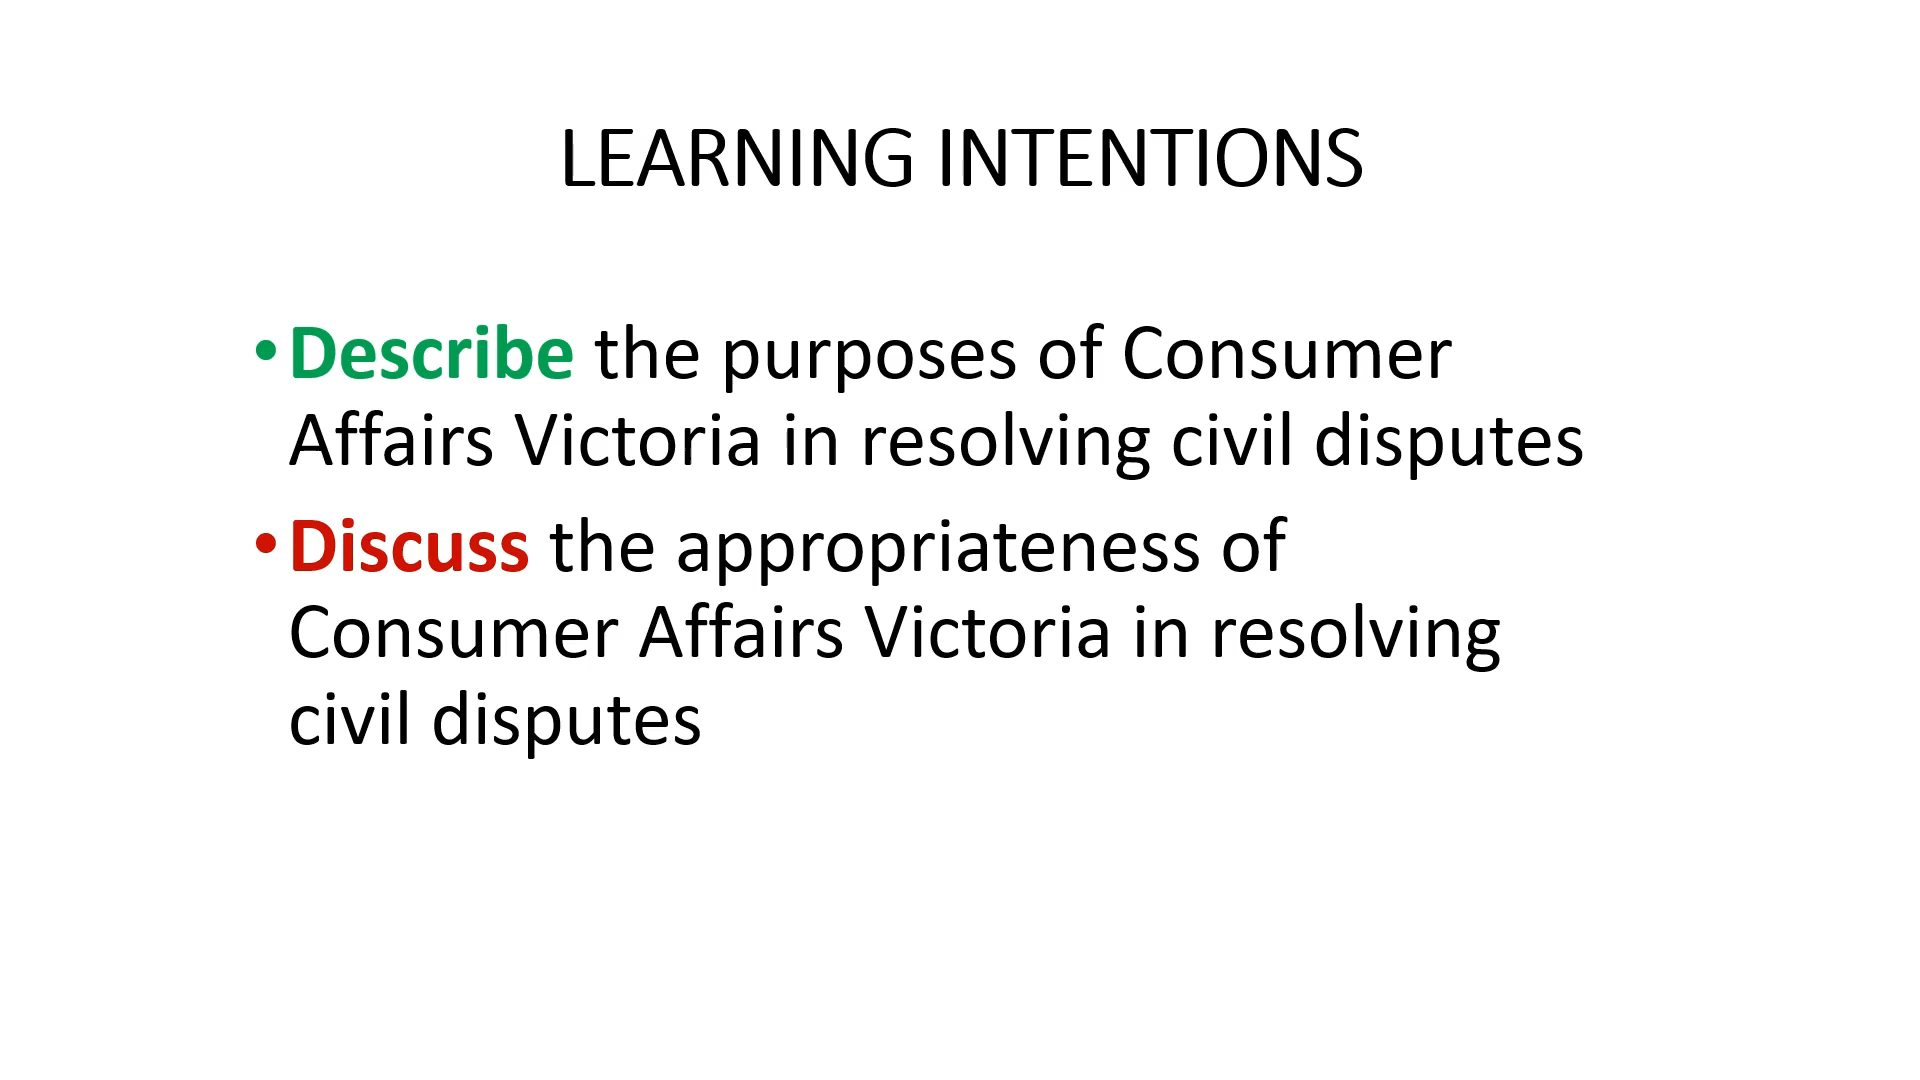 LEARNING INTENTIONS
•Describe the purposes of Consumer
Affairs Victoria in resolving civil disputes
•Discuss the appropriateness of
Consumer Affairs Victoria in resolving
civil disputes